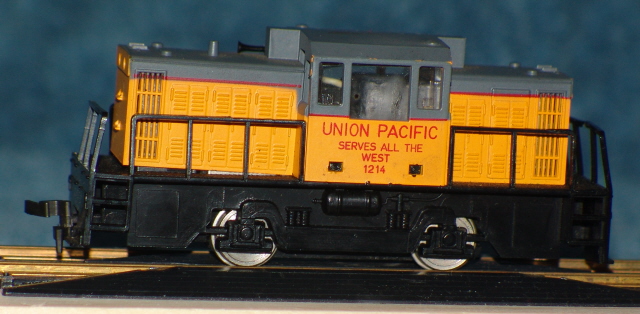 UNION PACIFIC
SERVES ALL THE
WEST
1214